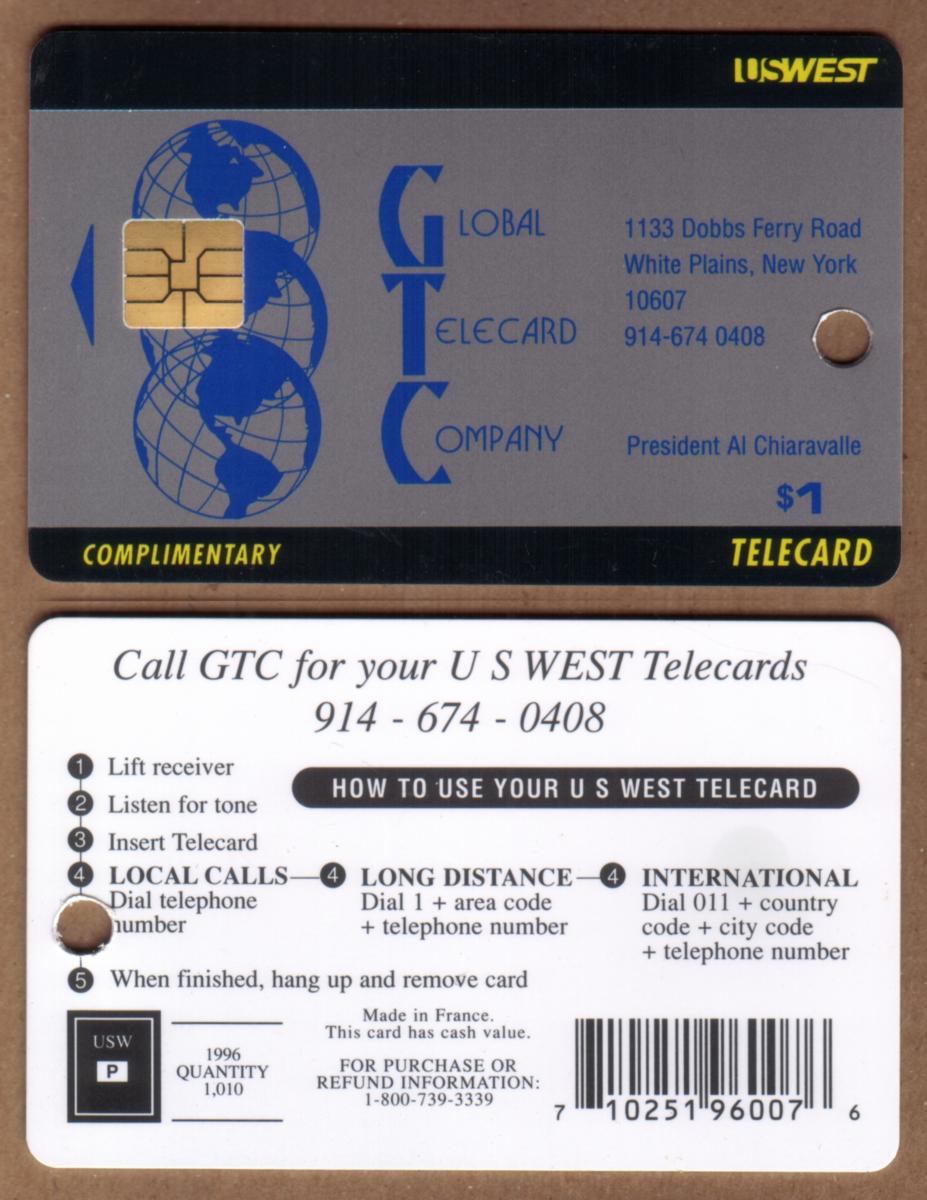 USWEST
GLOBAL
TELECARD
COMPANY
1133 Dobbs Ferry Road
White Plains, New York
10607
914-674 0408
President Al Chiaravalle
$1
COMPLIMENTARY
TELECARD
Call GTC for your U S WEST Telecards
914 - 674 - 0408
1 Lift receiver
HOW TO USE YOUR U S WEST TELECARD
2 Listen for tone
3 Insert Telecard
4 LOCAL CALLS
Dial telephone
number
4 LONG DISTANCE
Dial 1 + area code
+ telephone number
4 INTERNATIONAL
Dial 011 + country
code + city code
+ telephone number
5 When finished, hang up and remove card
USW
P
1996
QUANTITY
1,010
Made in France.
This card has cash value.
FOR PURCHASE OR
REFUND INFORMATION:
1-800-739-3339
7 10251 96007 6